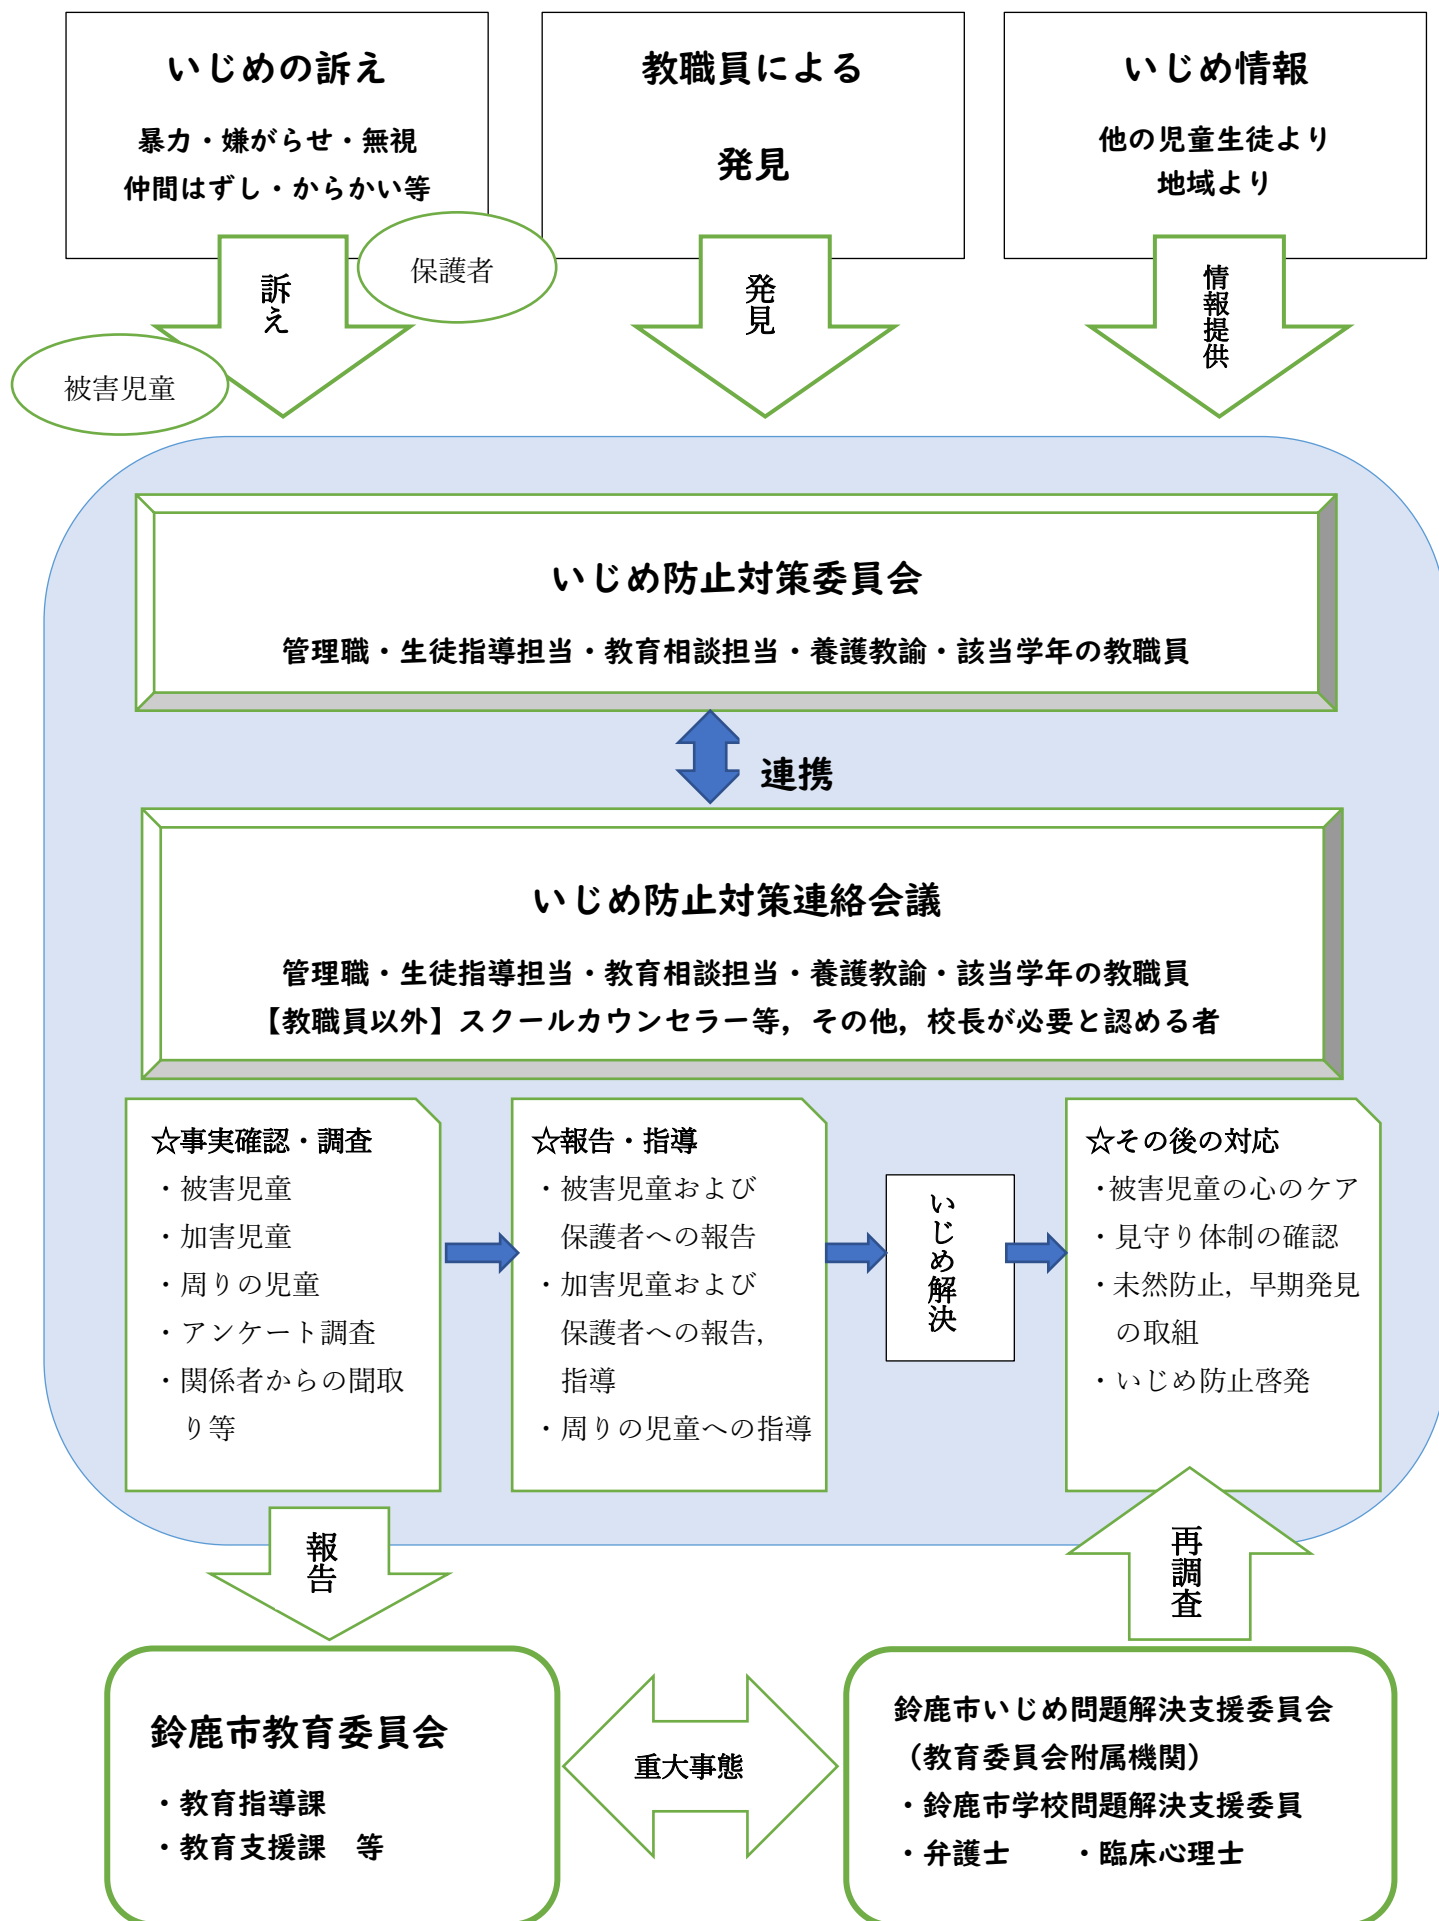 いじめの訴え
暴力・嫌がらせ・無視
仲間はずし・からかい等
教職員による
発見
いじめ情報
他の児童生徒より
地域より
訴え
保護者
被害児童
発見
情報提供
いじめ防止対策委員会
管理職・生徒指導担当・教育相談担当・養護教諭・該当学年の教職員
連携
いじめ防止対策連絡会議
管理職・生徒指導担当・教育相談担当・養護教諭・該当学年の教職員
【教職員以外】スクールカウンセラー等，その他，校長が必要と認める者
☆事実確認・調査
・被害児童
・加害児童
・周りの児童
・アンケート調査
・関係者からの聞取
り等
☆報告・指導
・被害児童および
保護者への報告
・加害児童および
保護者への報告，
指導
・周りの児童への指導
いじめ解決
☆その後の対応
・被害児童の心のケア
・見守り体制の確認
・未然防止，早期発見
の取組
・いじめ防止啓発
報告
再調査
鈴鹿市教育委員会
・教育指導課
・教育支援課　等
重大事態
鈴鹿市いじめ問題解決支援委員会
（教育委員会附属機関）
・鈴鹿市学校問題解決支援委員
・弁護士　　・臨床心理士